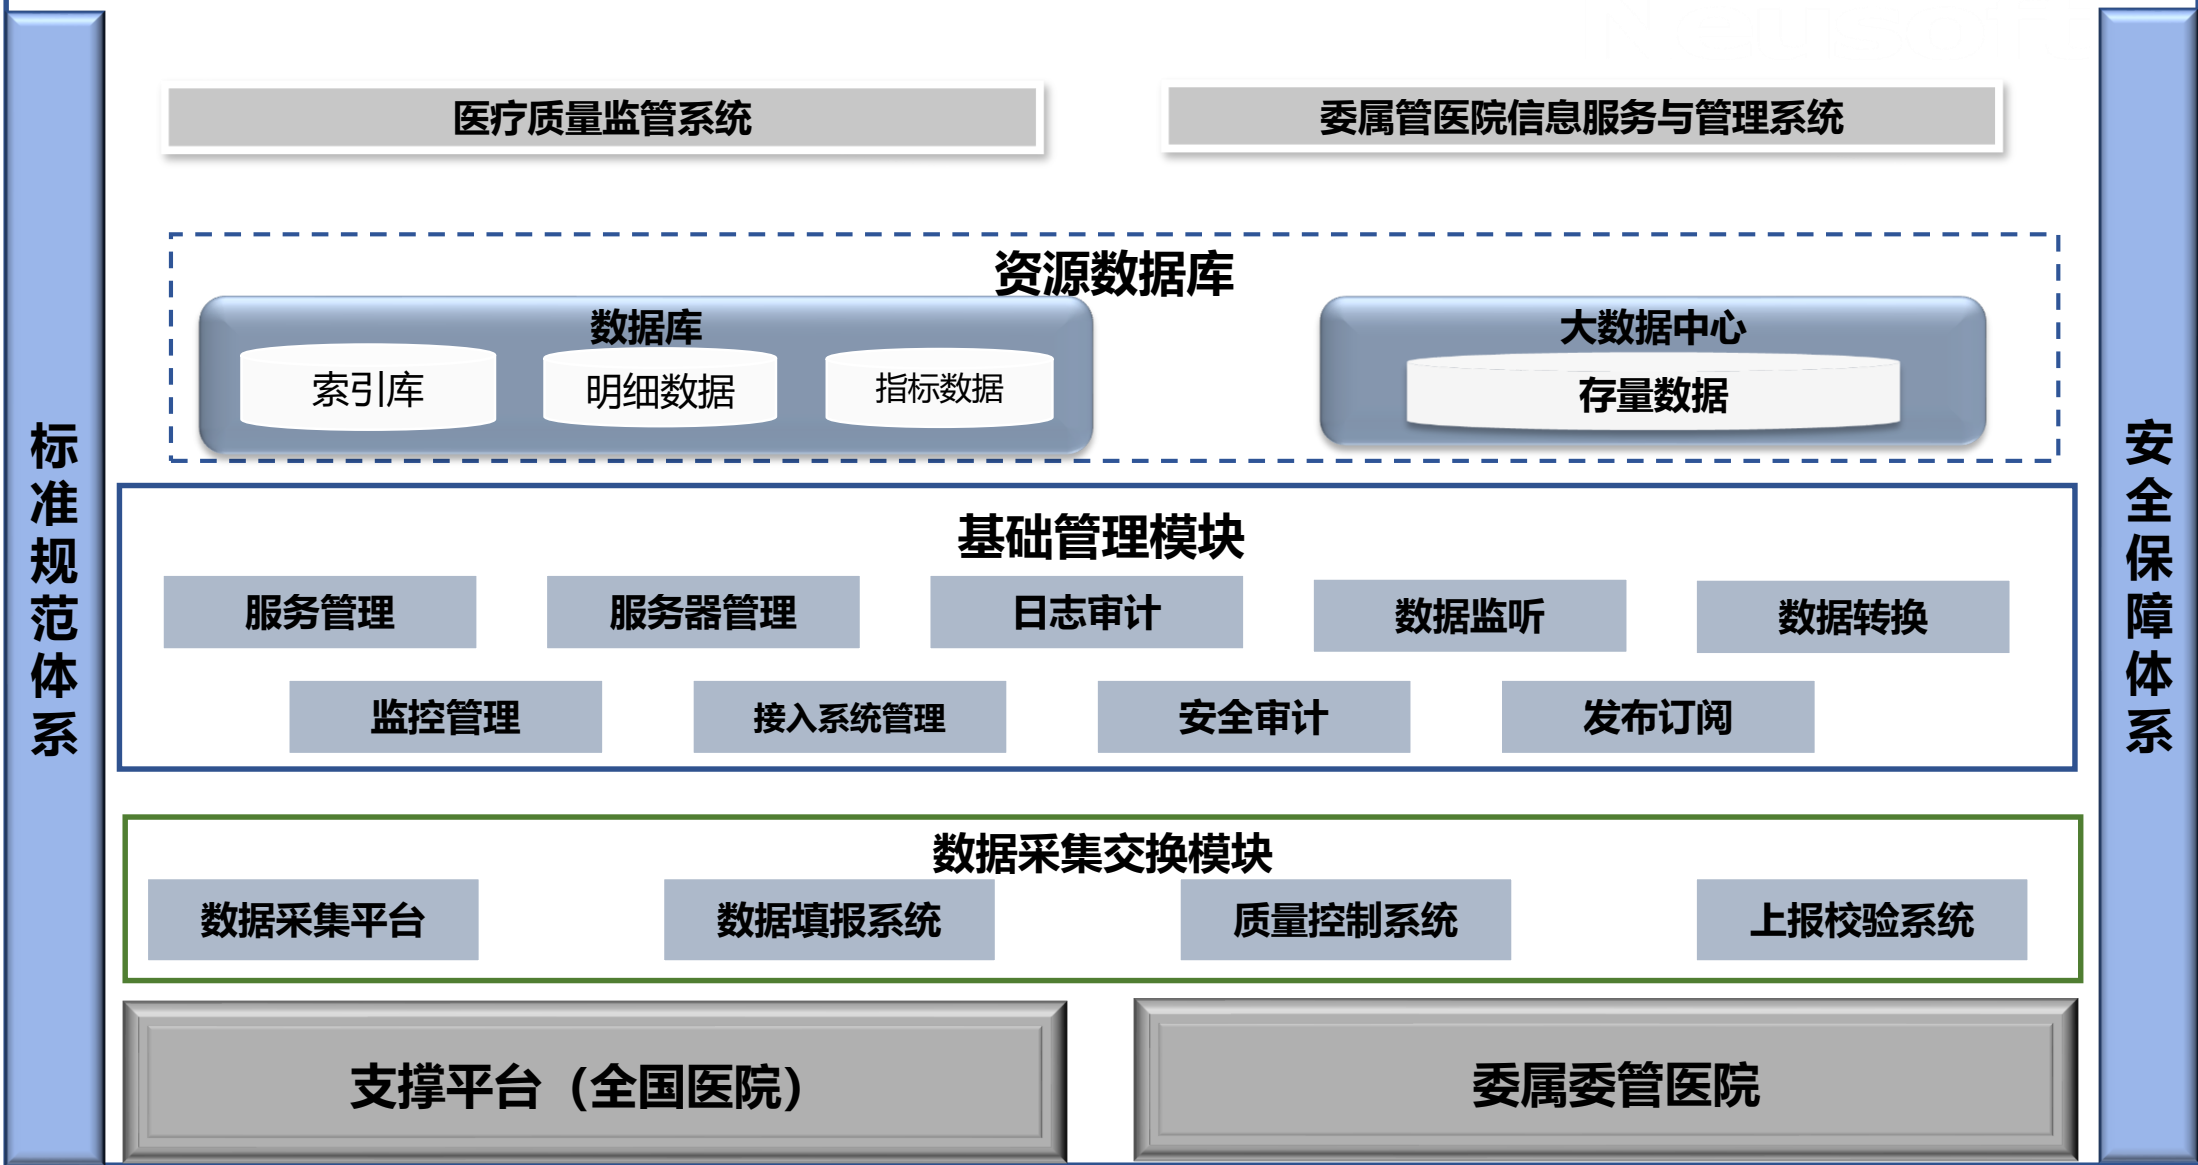 医疗质量监管系统
委属管医院信息服务与管理系统
资源数据库
数据库
索引库
明细数据
指标数据
大数据中心
存量数据
标准规范体系
安全保障体系
基础管理模块
服务管理
服务器管理
日志审计
数据监听
数据转换
监控管理
接入系统管理
安全审计
发布订阅
数据采集交换模块
数据采集平台
数据填报系统
质量控制系统
上报校验系统
支撑平台（全国医院）
委属委管医院